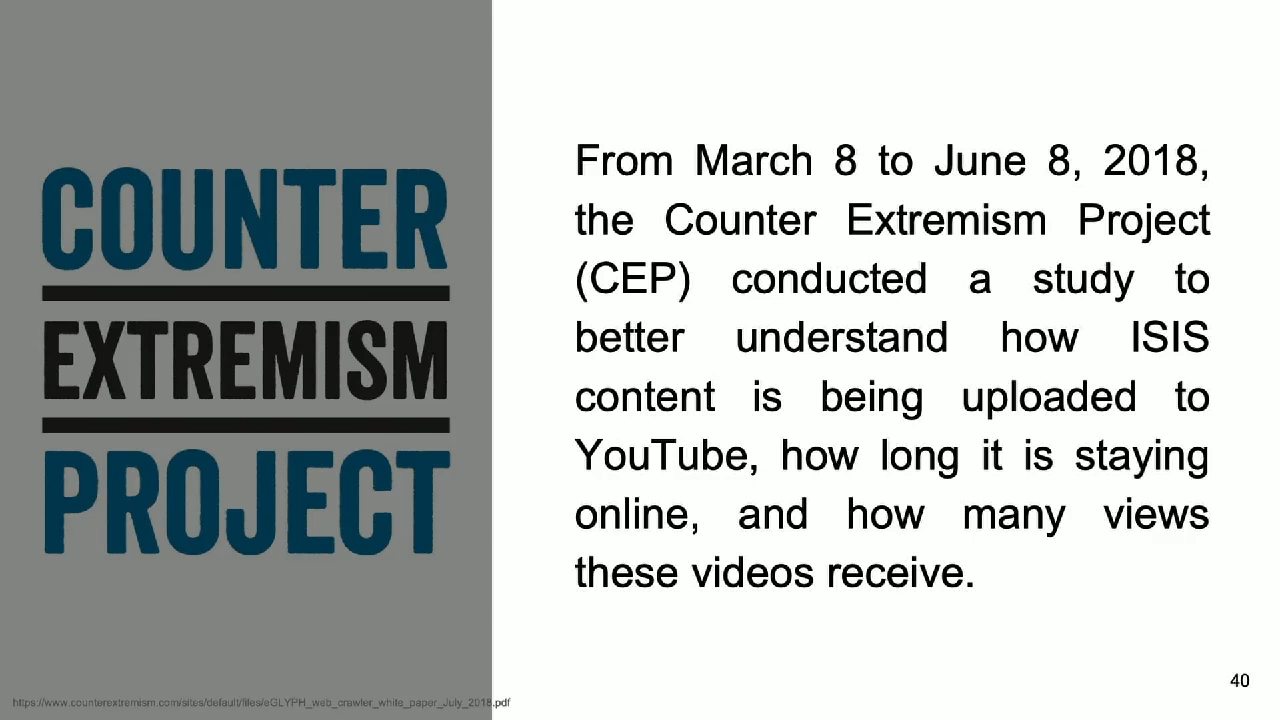 COUNTER
EXTREMISM
PROJECT
From March 8 to June 8, 2018,
the Counter Extremism Project
(CEP) conducted a study to
better understand how ISIS
content is being uploaded to
YouTube, how long it is staying
online, and how many views
these videos receive.
40
https://www.counterextremism.com/sites/default/files/eGLYPH_web_crawler_white_paper_July_2018.pdf